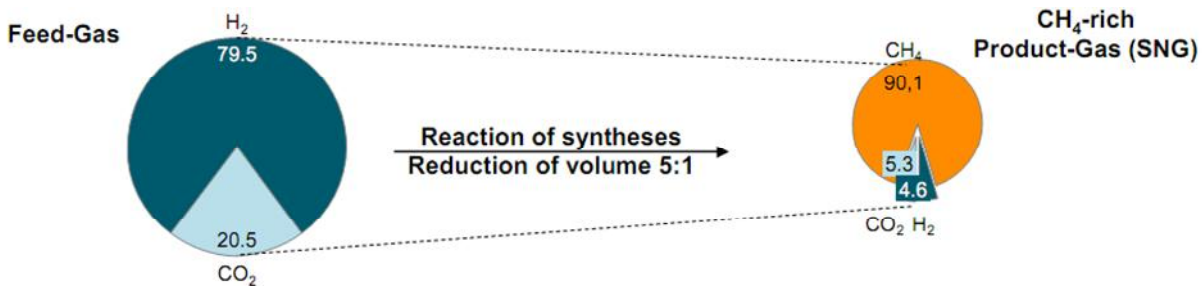 Feed-Gas
H₂
79.5
20.5
CO₂
Reaction of syntheses
Reduction of volume 5:1
CH₄-rich
Product-Gas (SNG)
CH₄
90,1
5.3
4.6
CO₂ H₂